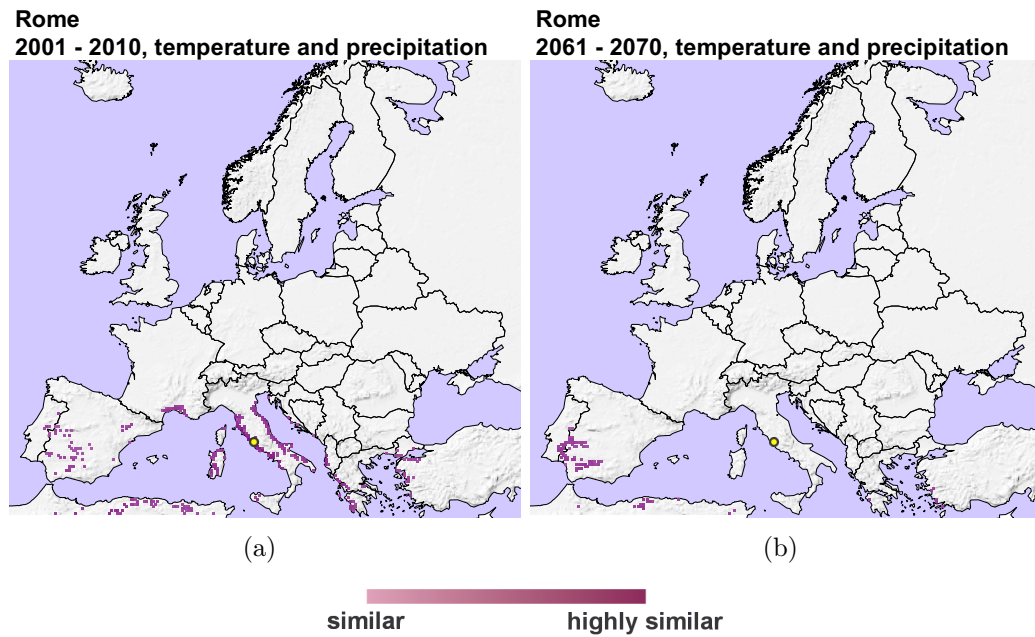 Rome
2001 - 2010, temperature and precipitation
Rome
2061 - 2070, temperature and precipitation
(a)
(b)
similar
highly similar